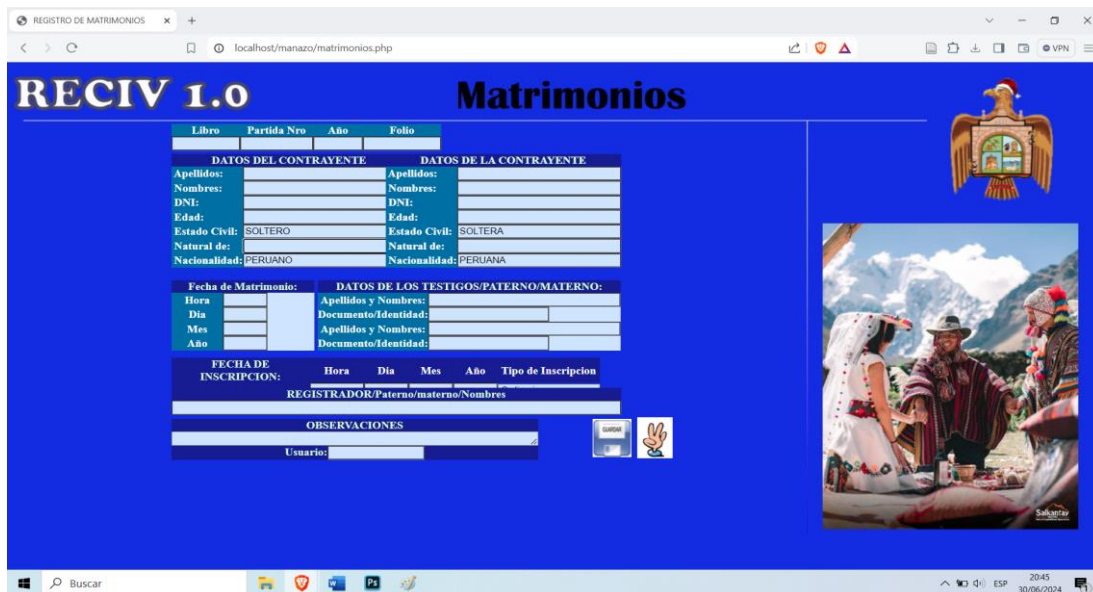 REGISTRO DE MATRIMONIOS
localhost/manazo/matrimonios.php
VPN
RECIV 1.0
Matrimonios
Libro Partida Nro Año Folio
DATOS DEL CONTRAYENTE DATOS DE LA CONTRAYENTE
Apellidos: Apellidos:
Nombres: Nombres:
DNI: DNI:
Edad: Edad:
Estado Civil: SOLTERO Estado Civil: SOLTERA
Natural de: Natural de:
Nacionalidad: PERUANO Nacionalidad: PERUANA
Fecha de Matrimonio: DATOS DE LOS TESTIGOS/PATERNO/MATERNO:
Hora Apellidos y Nombres:
Dia Documento/Identidad:
Mes Apellidos y Nombres:
Año Documento/Identidad:
FECHA DE INSCRIPCION: Hora Dia Mes Año Tipo de Inscripcion
REGISTRADOR/Paterno/materno/Nombres
OBSERVACIONES
GUARDAR
Usuario:
Salkantay
Buscar
Ps
ESP
20:45
30/06/2024